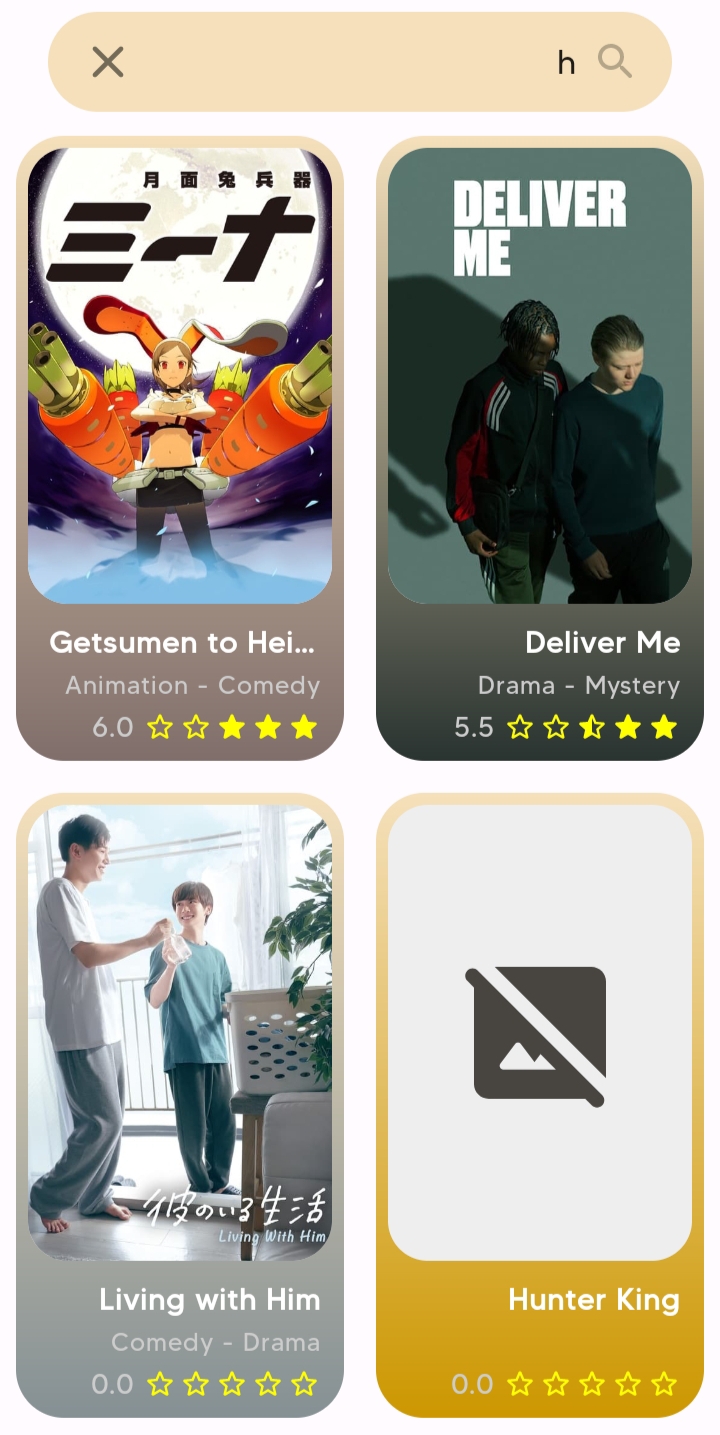 h
月面兎兵器
ミーナ
Getsumen to Hei...
Animation - Comedy
6.0
DELIVER
ME
Deliver Me
Drama - Mystery
5.5
彼のいる生活
Living With Him
Living with Him
Comedy - Drama
0.0
Hunter King
0.0